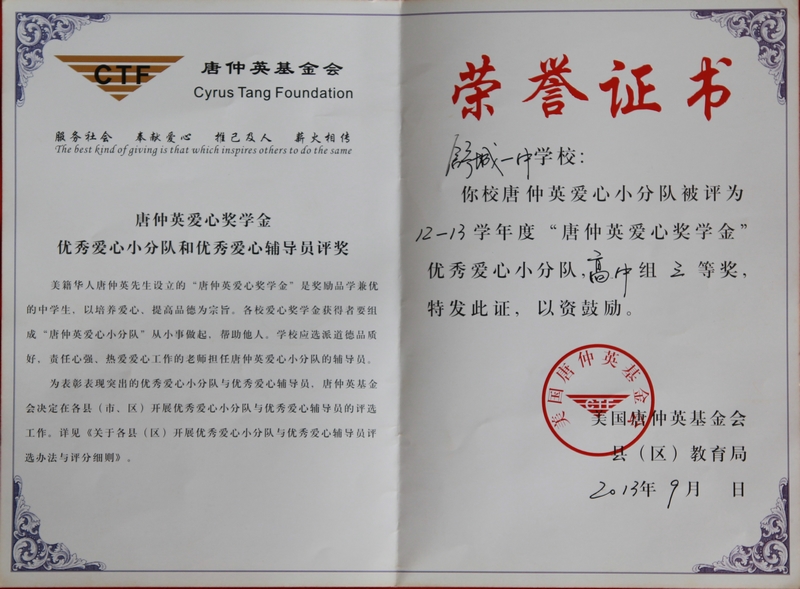 CTF
唐仲英基金会
Cyrus Tang Foundation
服务社会 奉献爱心 推己及人 薪火相传
The best kind of giving is that which inspires others to do the same
唐仲英爱心奖学金
优秀爱心小分队和优秀爱心辅导员评奖
美籍华人唐仲英先生设立的“唐仲英爱心奖学金”是奖励品学兼优
的中学生，以培养爱心、提高品德为宗旨。各校爱心奖学金获得者要组
成“唐仲英爱心小分队”从小事做起，帮助他人。学校应选派道德品质
好，责任心强、热爱爱心工作的老师担任唐仲英爱心小分队的辅导员。
为表彰表现突出的优秀爱心小分队与优秀爱心辅导员，唐仲英基金
会决定在各县（市、区）开展优秀爱心小分队与优秀爱心辅导员的评选
工作。详见《关于各县（区）开展优秀爱心小分队与优秀爱心辅导员评
选办法与评分细则》。
荣誉证书
舒城一中学校：
你校唐仲英爱心小分队被评为
12-13学年度“唐仲英爱心奖学金”
优秀爱心小分队，高中组三等奖，
特发此证，以资鼓励。
美国唐仲英基金会
CTF
美国唐仲英基金会
县（区）教育局
2013年9月 日